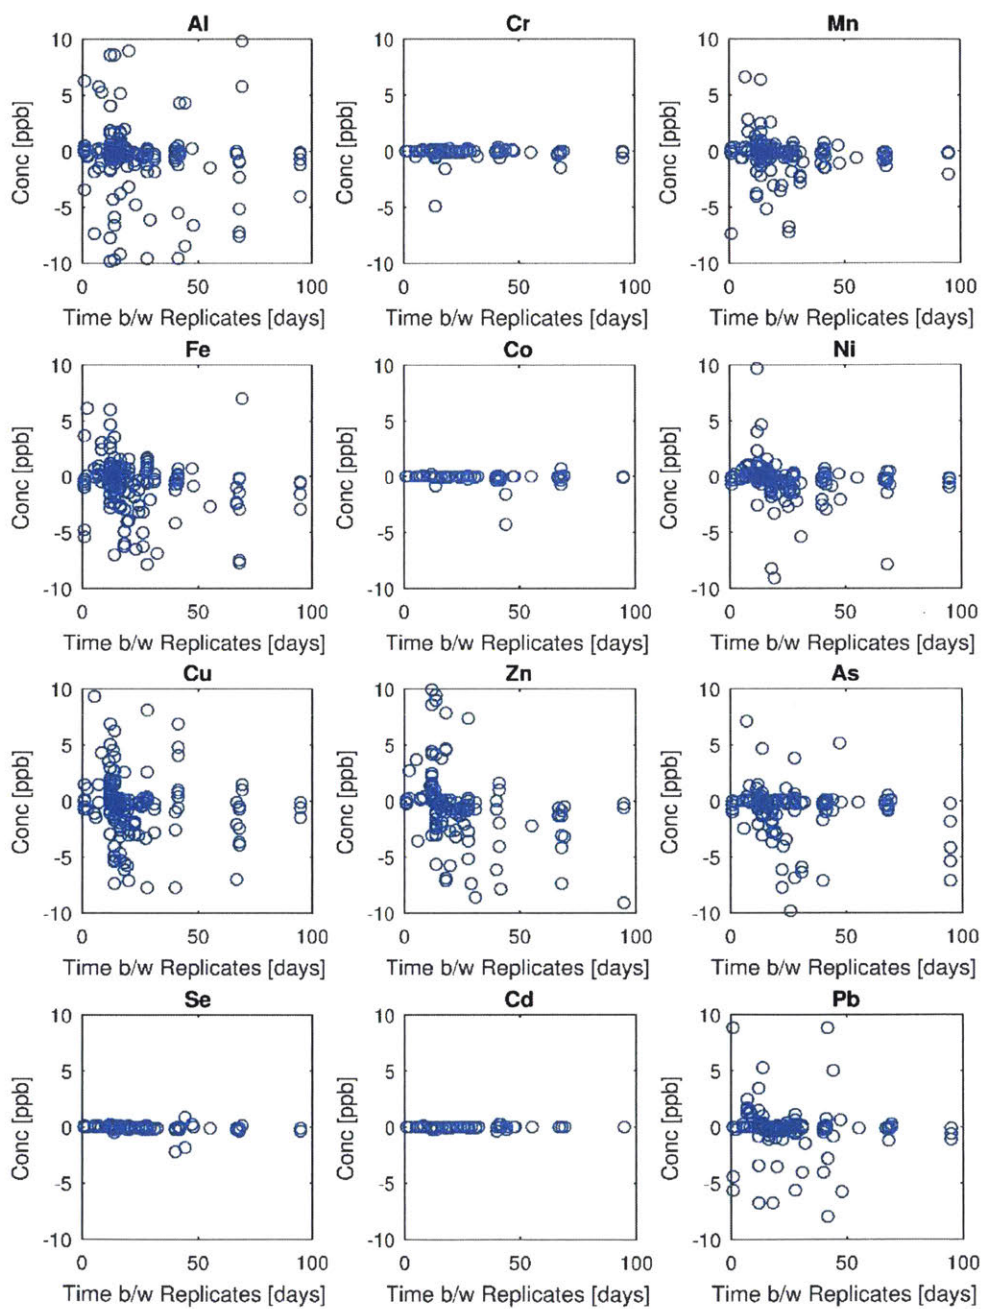 Al Cr Mn
10 10 10
5 5 5
Conc [ppb] 0 Conc [ppb] 0 Conc [ppb] 0
-5 -5 -5
-10 -10 -10
0 50 100 0 50 100 0 50 100
Time b/w Replicates [days] Time b/w Replicates [days] Time b/w Replicates [days]
Fe Co Ni
10 10 10
5 5 5
Conc [ppb] 0 Conc [ppb] 0 Conc [ppb] 0
-5 -5 -5
-10 -10 -10
0 50 100 0 50 100 0 50 100
Time b/w Replicates [days] Time b/w Replicates [days] Time b/w Replicates [days]
Cu Zn As
10 10 10
5 5 5
Conc [ppb] 0 Conc [ppb] 0 Conc [ppb] 0
-5 -5 -5
-10 -10 -10
0 50 100 0 50 100 0 50 100
Time b/w Replicates [days] Time b/w Replicates [days] Time b/w Replicates [days]
Se Cd Pb
10 10 10
5 5 5
Conc [ppb] 0 Conc [ppb] 0 Conc [ppb] 0
-5 -5 -5
-10 -10 -10
0 50 100 0 50 100 0 50 100
Time b/w Replicates [days] Time b/w Replicates [days] Time b/w Replicates [days]